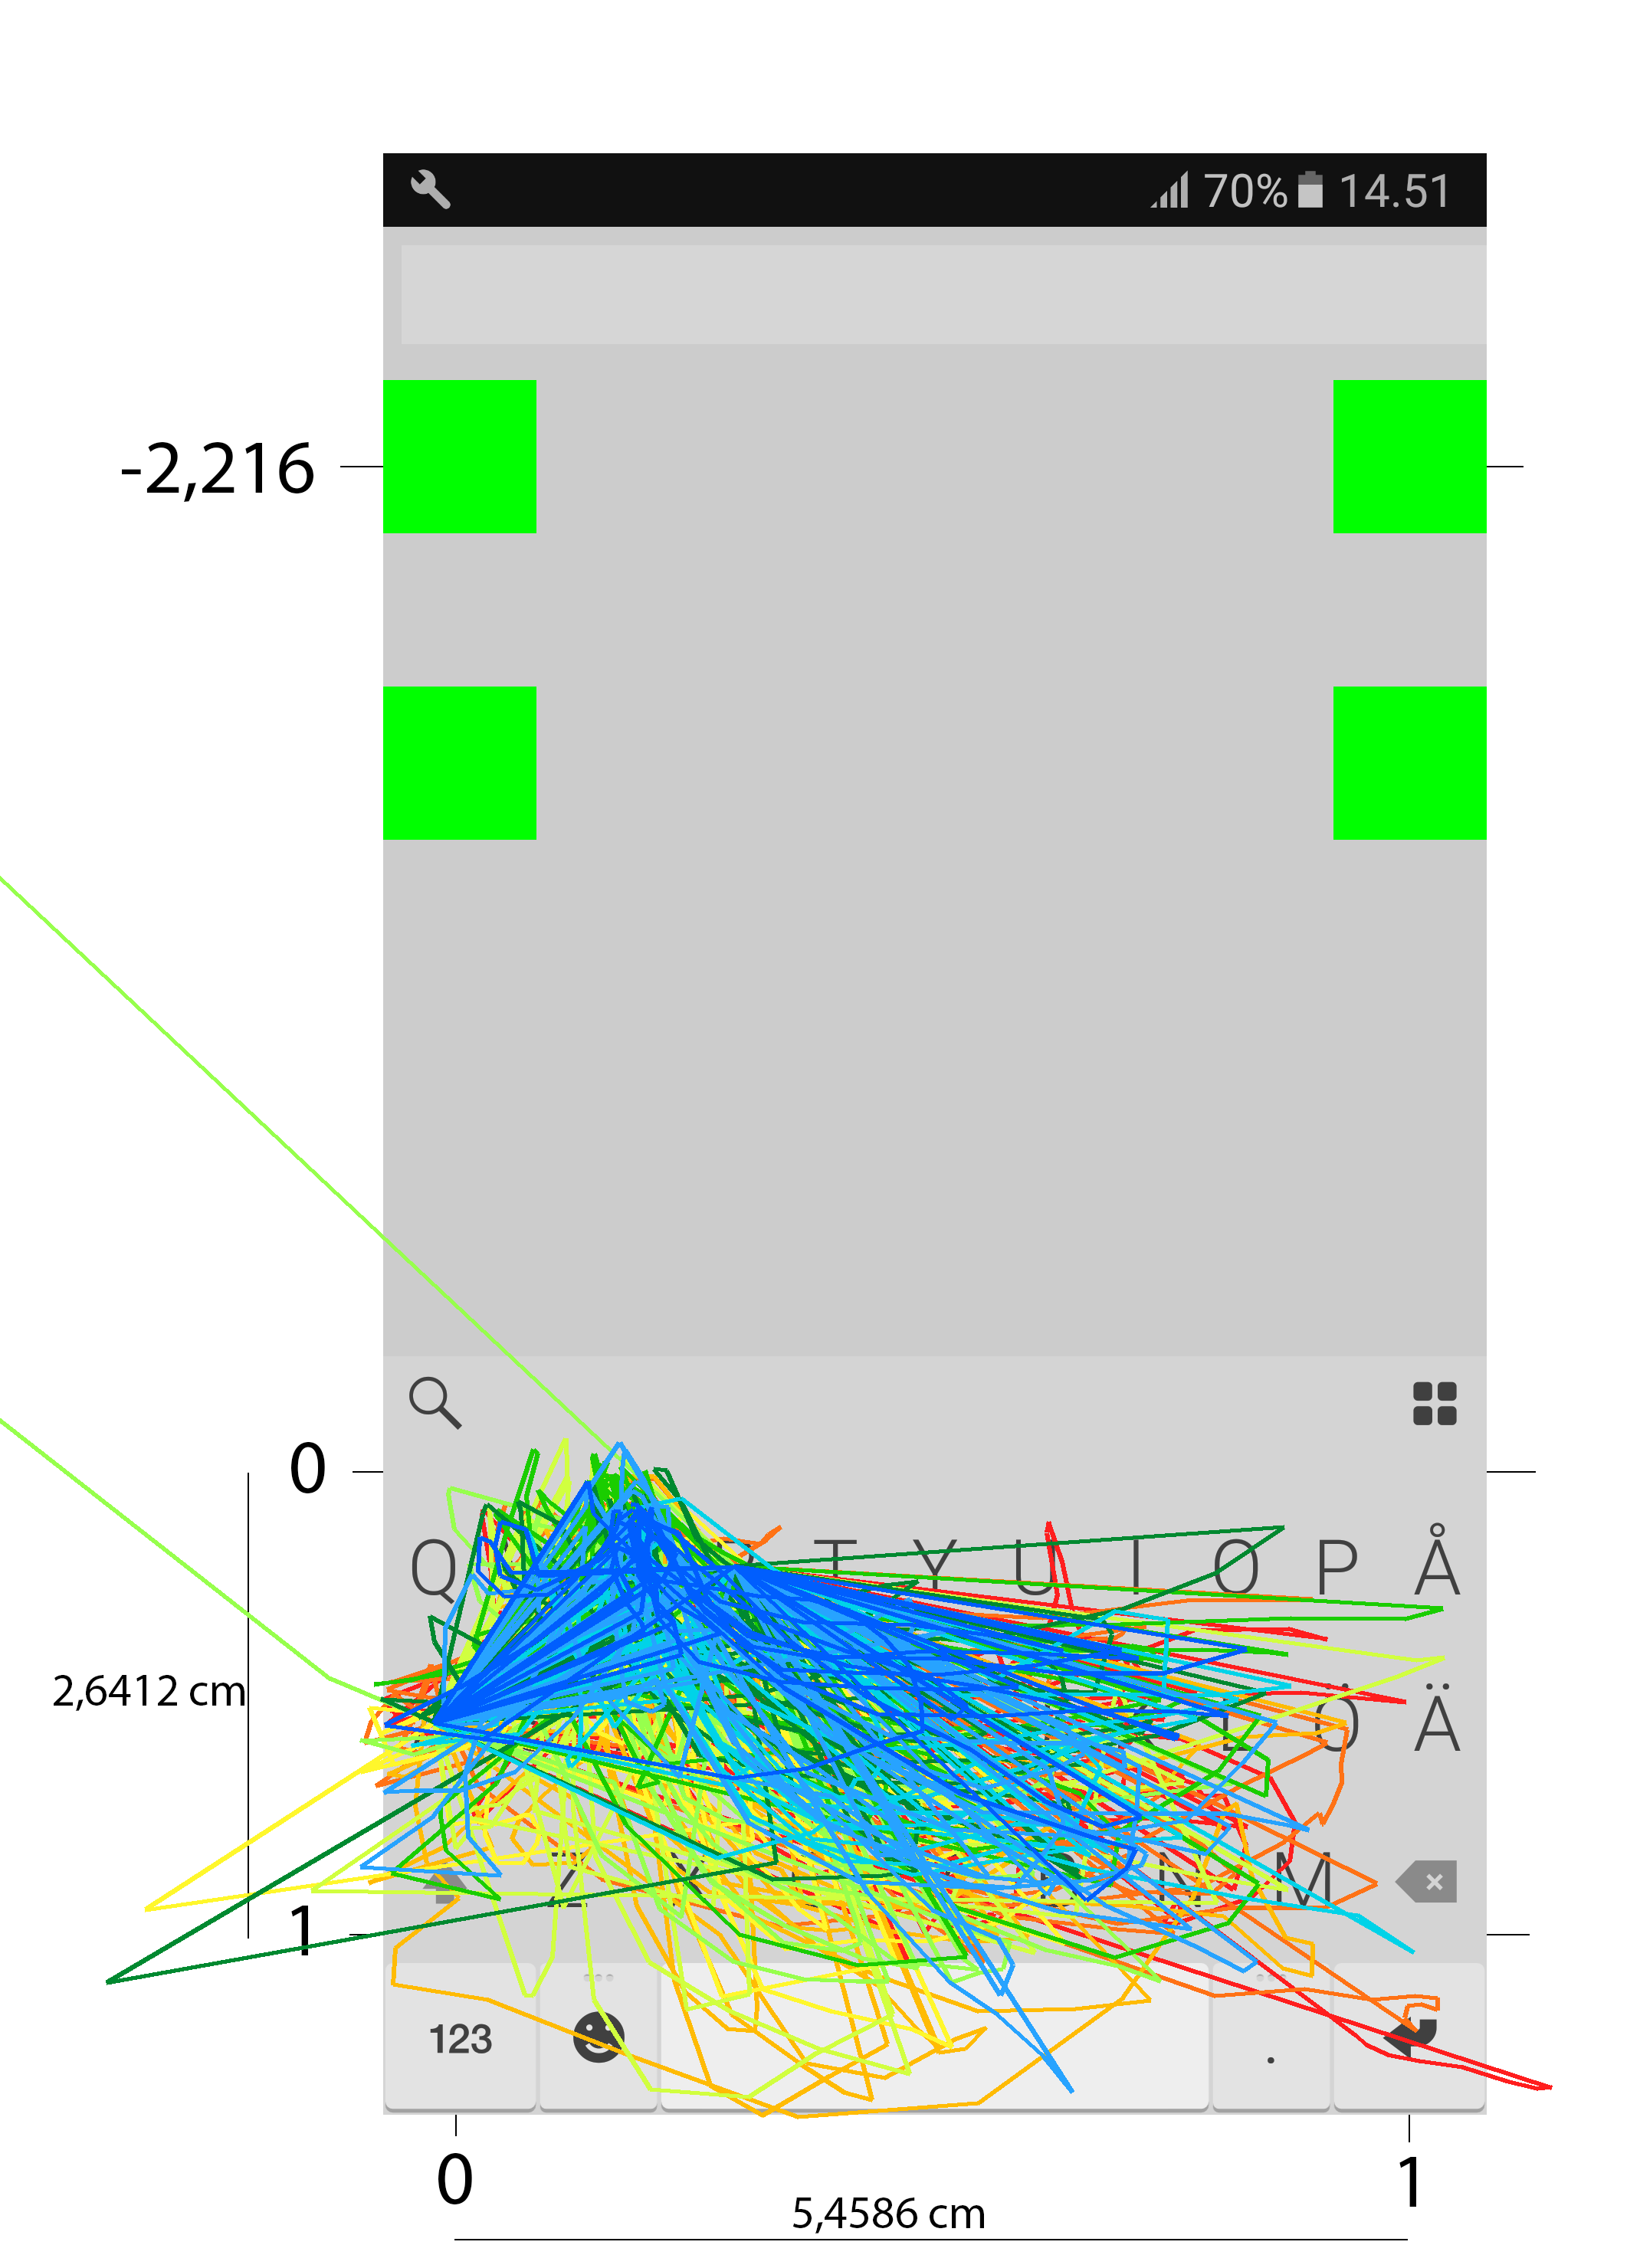 70% 14.51
-2,216
0
Q T Y U I O P Å
2,6412 cm
Ö Ä
N M
1
123
.
0 1
5,4586 cm